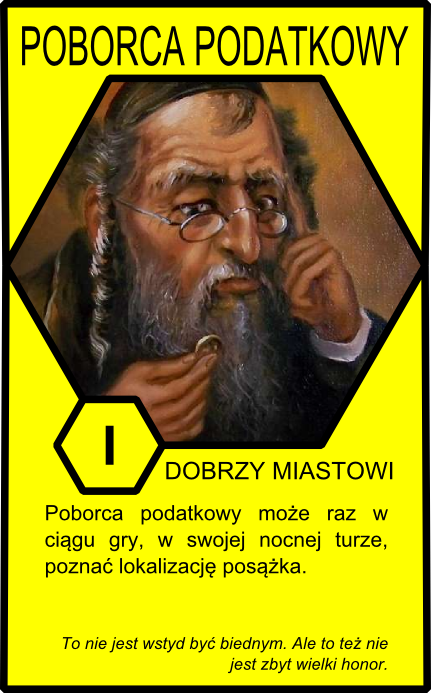 POBORCA PODATKOWY
I
DOBRZY MIASTOWI
Poborca podatkowy może raz w
ciągu gry, w swojej nocnej turze,
poznać lokalizację posążka.
To nie jest wstyd być biednym. Ale to też nie
jest zbyt wielki honor.